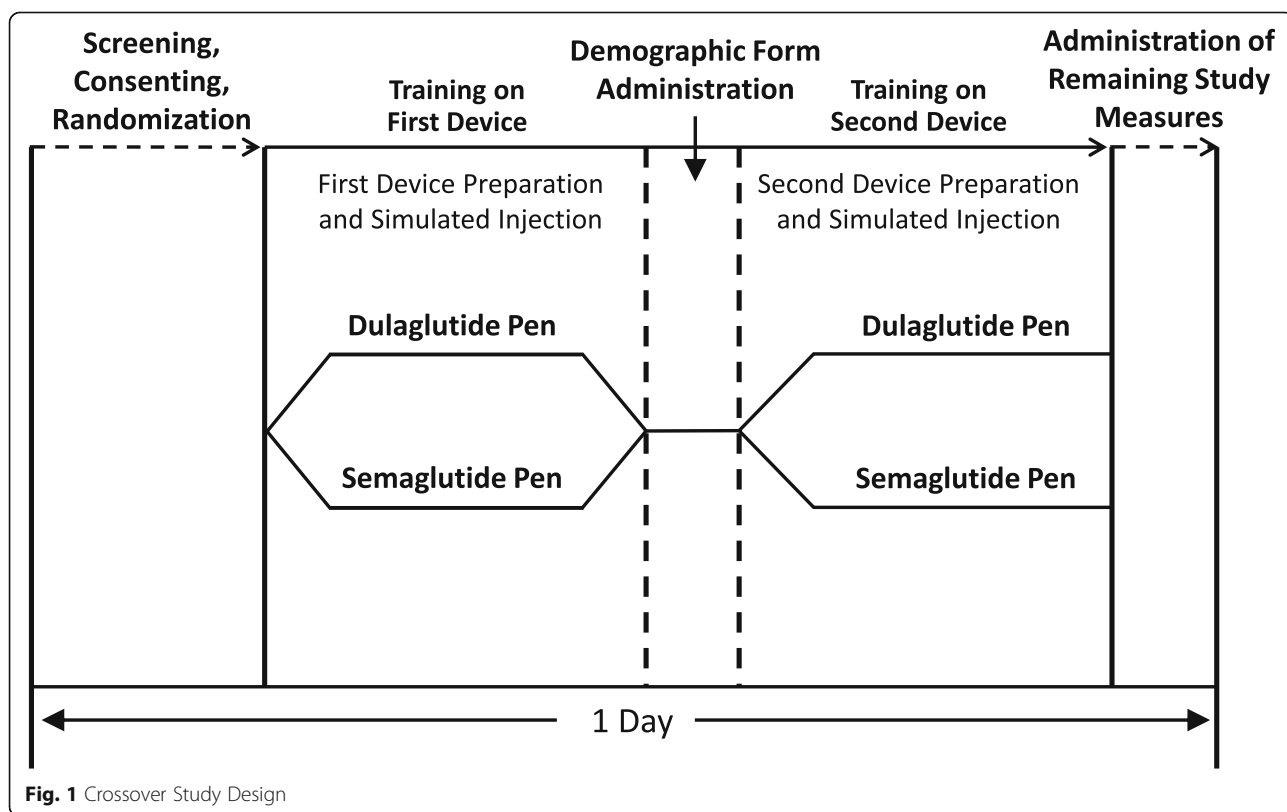 Screening,
Consenting,
Randomization
Training on
First Device
Demographic Form
Administration
Training on
Second Device
Administration of
Remaining Study
Measures
First Device Preparation
and Simulated Injection
Second Device Preparation
and Simulated Injection
Dulaglutide Pen
Dulaglutide Pen
Semaglutide Pen
Semaglutide Pen
1 Day
Fig. 1 Crossover Study Design